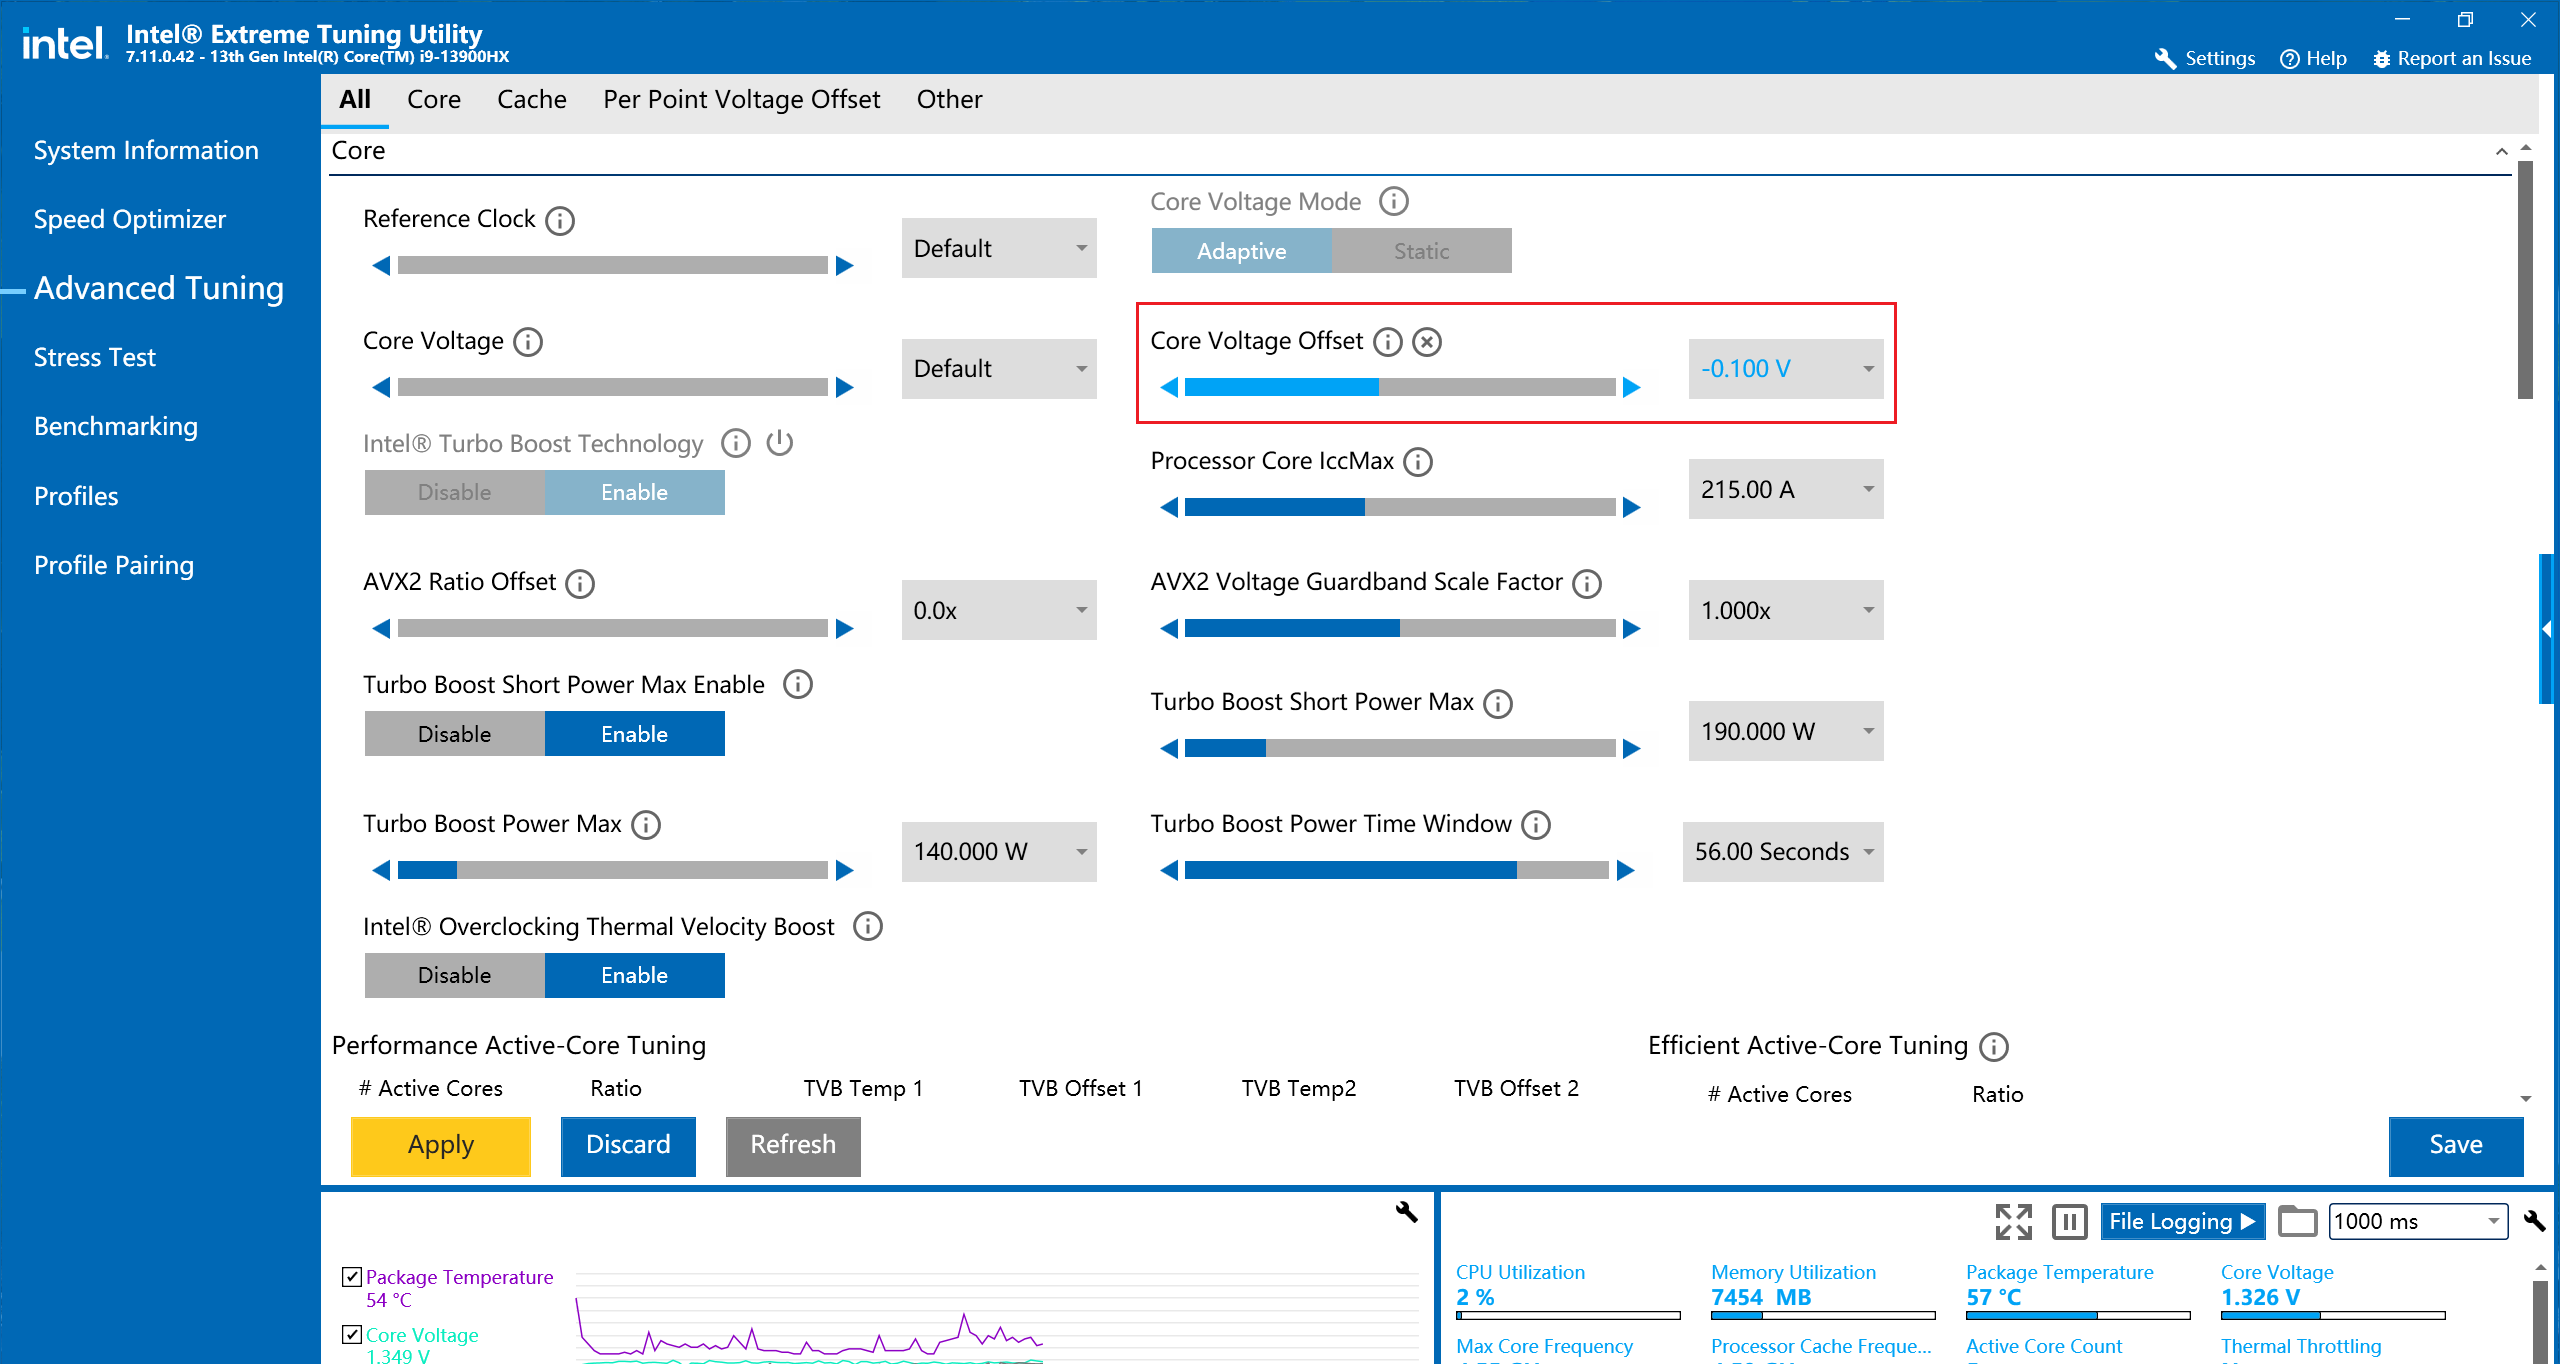 intel.
Intel® Extreme Tuning Utility
7.11.0.42 - 13th Gen Intel(R) Core(TM) i9-13900HX
Settings
Help
Report an Issue
System Information
Speed Optimizer
Advanced Tuning
Stress Test
Benchmarking
Profiles
Profile Pairing
All Core Cache Per Point Voltage Offset Other
Core
Reference Clock
Default
Core Voltage Mode
Adaptive Static
Core Voltage
Default
Core Voltage Offset
-0.100 V
Intel® Turbo Boost Technology
Disable Enable
Processor Core IccMax
215.00 A
AVX2 Ratio Offset
0.0x
AVX2 Voltage Guardband Scale Factor
1.000x
Turbo Boost Short Power Max Enable
Disable Enable
Turbo Boost Short Power Max
190.000 W
Turbo Boost Power Max
140.000 W
Turbo Boost Power Time Window
56.00 Seconds
Intel® Overclocking Thermal Velocity Boost
Disable Enable
Performance Active-Core Tuning
# Active Cores Ratio TVB Temp 1 TVB Offset 1 TVB Temp2 TVB Offset 2
Efficient Active-Core Tuning
# Active Cores Ratio
Apply Discard Refresh Save
Package Temperature
54 °C
Core Voltage
1.349 V
File Logging
1000 ms
CPU Utilization
2 %
Memory Utilization
7454 MB
Package Temperature
57 °C
Core Voltage
1.326 V
Max Core Frequency
Processor Cache Freque...
Active Core Count
Thermal Throttling